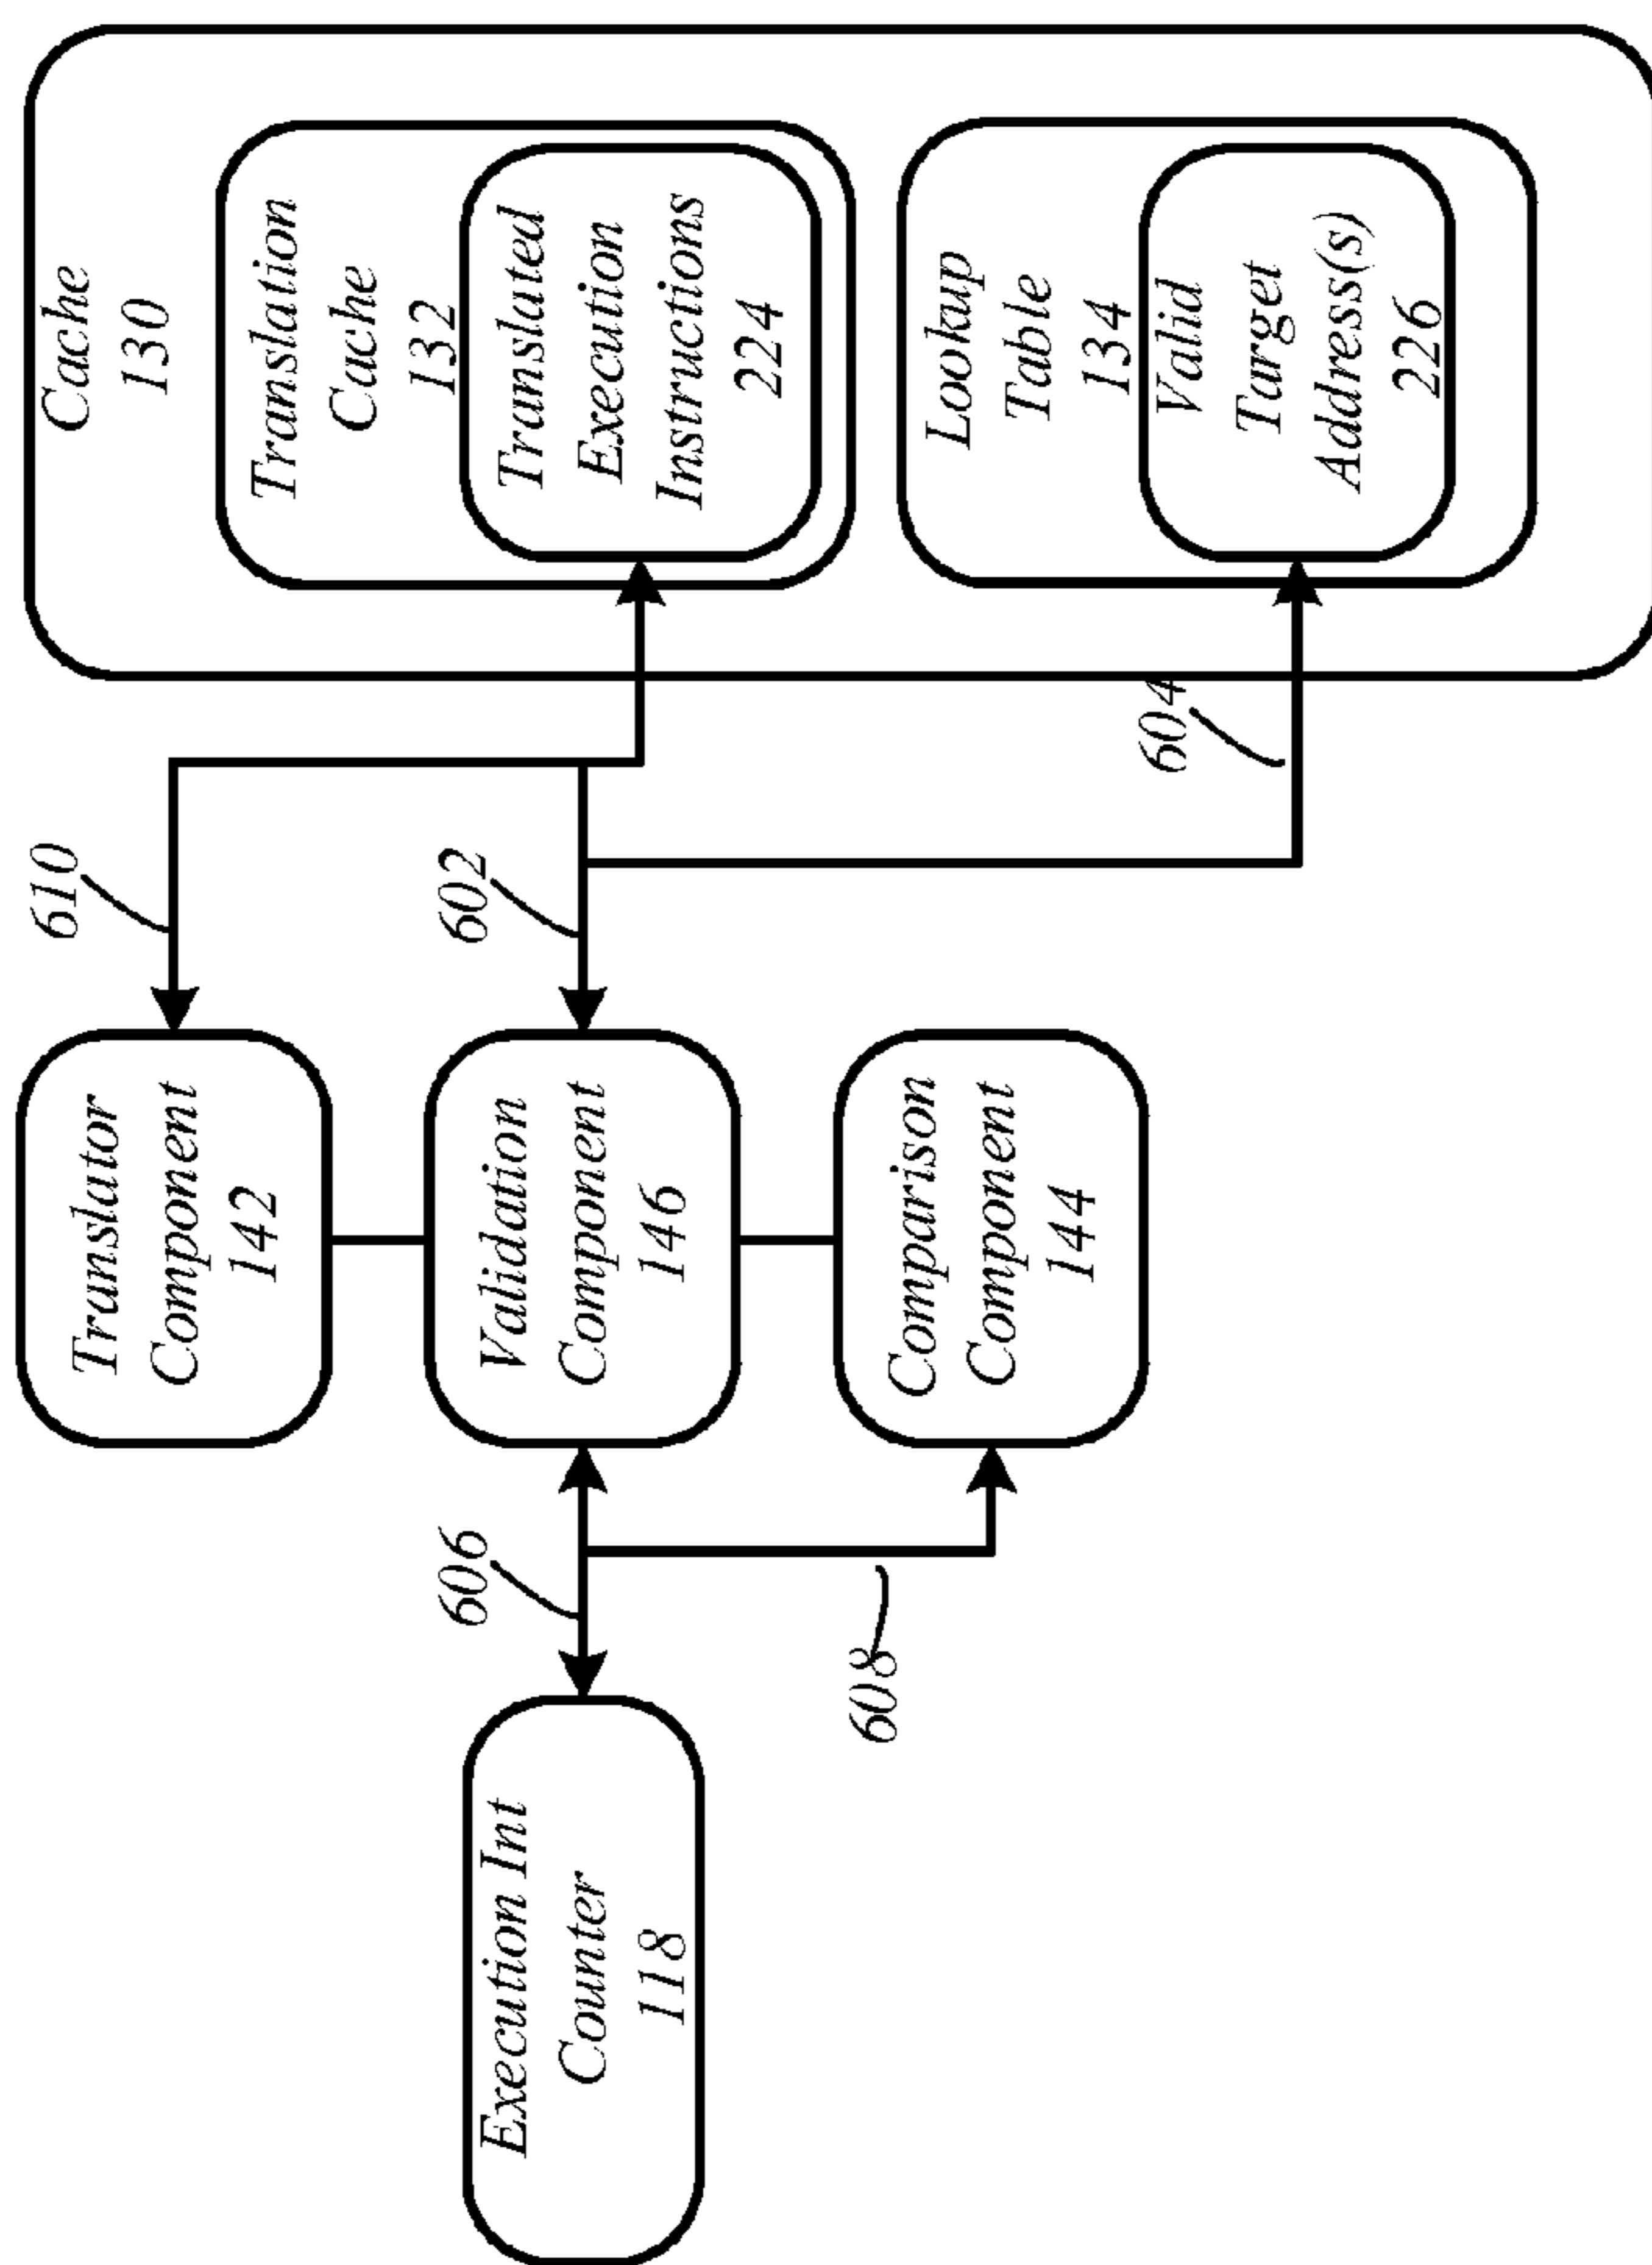 Cache
130
Translation
Cache
132
Translated
Execution
Instructions
224
Lookup
Table
134
Valid
Target
Address(s)
226
610
602
604
Translator
Component
142
Validation
Component
146
Comparison
Component
144
606
608
Execution Int
Counter
118